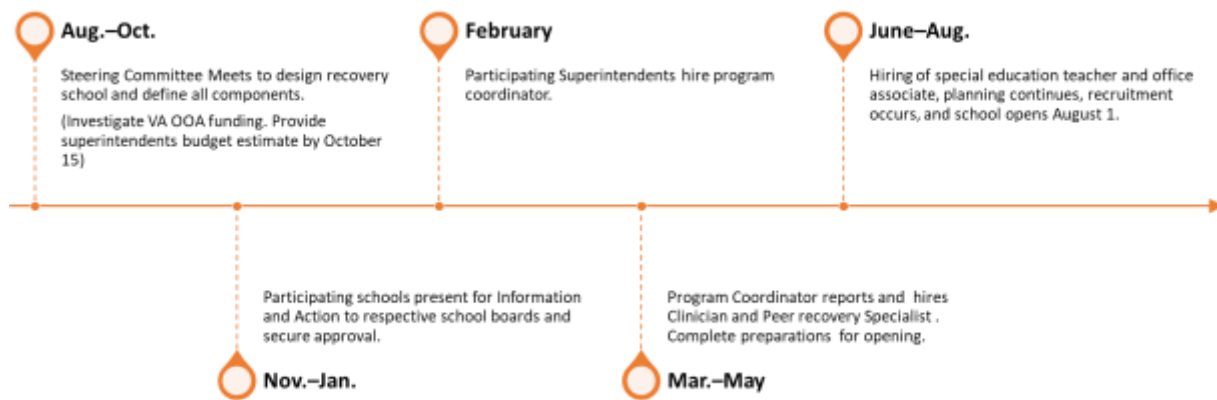 Aug.–Oct.
Steering Committee Meets to design recovery
school and define all components.
(Investigate VA OOA funding. Provide
superintendents budget estimate by October
15)
Nov.–Jan.
Participating schools present for Information
and Action to respective school boards and
secure approval.
February
Participating Superintendents hire program
coordinator.
Mar.–May
Program Coordinator reports and hires
Clinician and Peer recovery Specialist .
Complete preparations for opening.
June–Aug.
Hiring of special education teacher and office
associate, planning continues, recruitment
occurs, and school opens August 1.